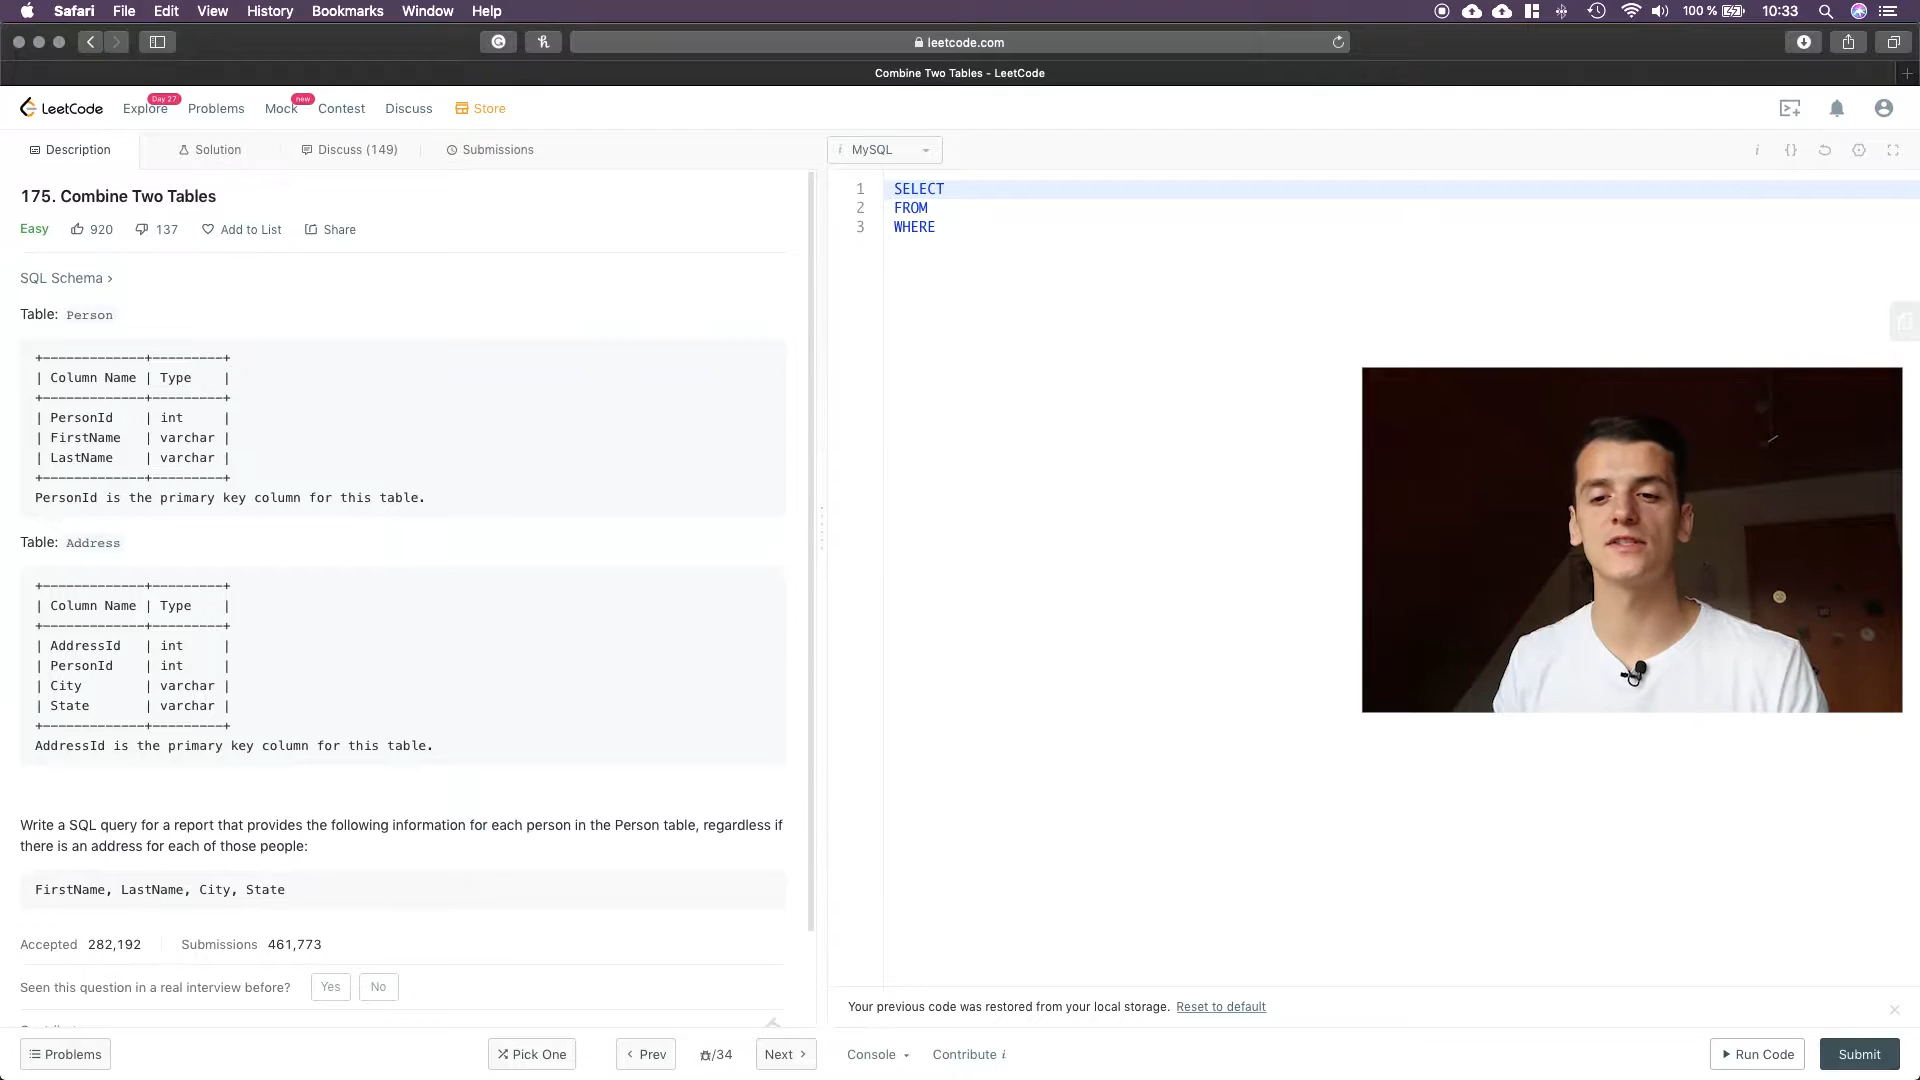 Safari File Edit View History Bookmarks Window Help 100 % 10:33
leetcode.com
Combine Two Tables - LeetCode
LeetCode Explore Day 27 Problems Mock new Contest Discuss Store
Description Solution Discuss (149) Submissions
i MySQL
175. Combine Two Tables
Easy 920 137 Add to List Share
SQL Schema ›
Table: Person
+-------------+---------+
| Column Name | Type    |
+-------------+---------+
| PersonId    | int     |
| FirstName   | varchar |
| LastName    | varchar |
+-------------+---------+
PersonId is the primary key column for this table.
Table: Address
+-------------+---------+
| Column Name | Type    |
+-------------+---------+
| AddressId   | int     |
| PersonId    | int     |
| City        | varchar |
| State       | varchar |
+-------------+---------+
AddressId is the primary key column for this table.
Write a SQL query for a report that provides the following information for each person in the Person table, regardless if
there is an address for each of those people:
FirstName, LastName, City, State
Accepted 282,192 Submissions 461,773
Seen this question in a real interview before? Yes No
1 SELECT
2 FROM
3 WHERE
Your previous code was restored from your local storage. Reset to default
Problems Pick One ‹ Prev /34 Next › Console Contribute i Run Code Submit